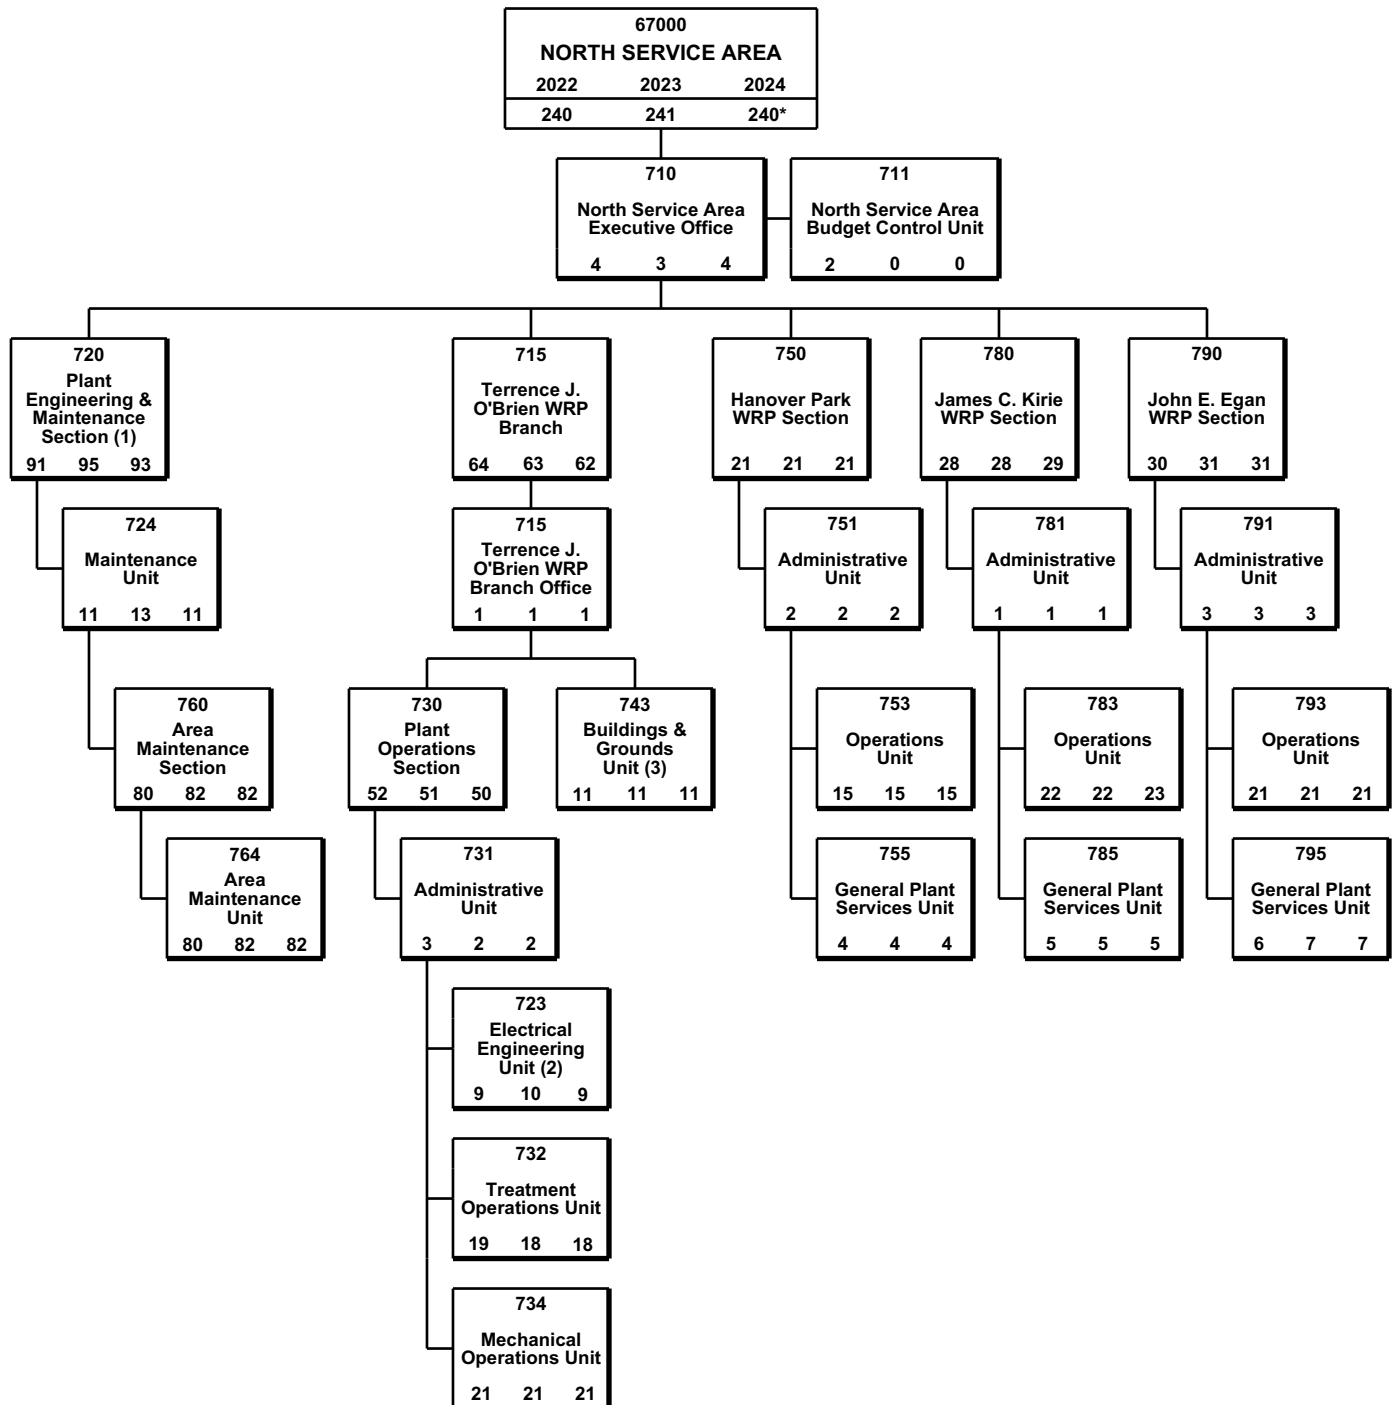 67000
NORTH SERVICE AREA
2022 2023 2024
240 241 240*
710
North Service Area
Executive Office
4 3 4
711
North Service Area
Budget Control Unit
2 0 0
720
Plant
Engineering &
Maintenance
Section (1)
91 95 93
715
Terrence J.
O'Brien WRP
Branch
64 63 62
750
Hanover Park
WRP Section
21 21 21
780
James C. Kirie
WRP Section
28 28 29
790
John E. Egan
WRP Section
30 31 31
724
Maintenance
Unit
11 13 11
715
Terrence J.
O'Brien WRP
Branch Office
1 1 1
751
Administrative
Unit
2 2 2
781
Administrative
Unit
1 1 1
791
Administrative
Unit
3 3 3
760
Area
Maintenance
Section
80 82 82
730
Plant
Operations
Section
52 51 50
743
Buildings &
Grounds
Unit (3)
11 11 11
753
Operations
Unit
15 15 15
783
Operations
Unit
22 22 23
793
Operations
Unit
21 21 21
764
Area
Maintenance
Unit
80 82 82
731
Administrative
Unit
3 2 2
755
General Plant
Services Unit
4 4 4
785
General Plant
Services Unit
5 5 5
795
General Plant
Services Unit
6 7 7
723
Electrical
Engineering
Unit (2)
9 10 9
732
Treatment
Operations Unit
19 18 18
734
Mechanical
Operations Unit
21 21 21